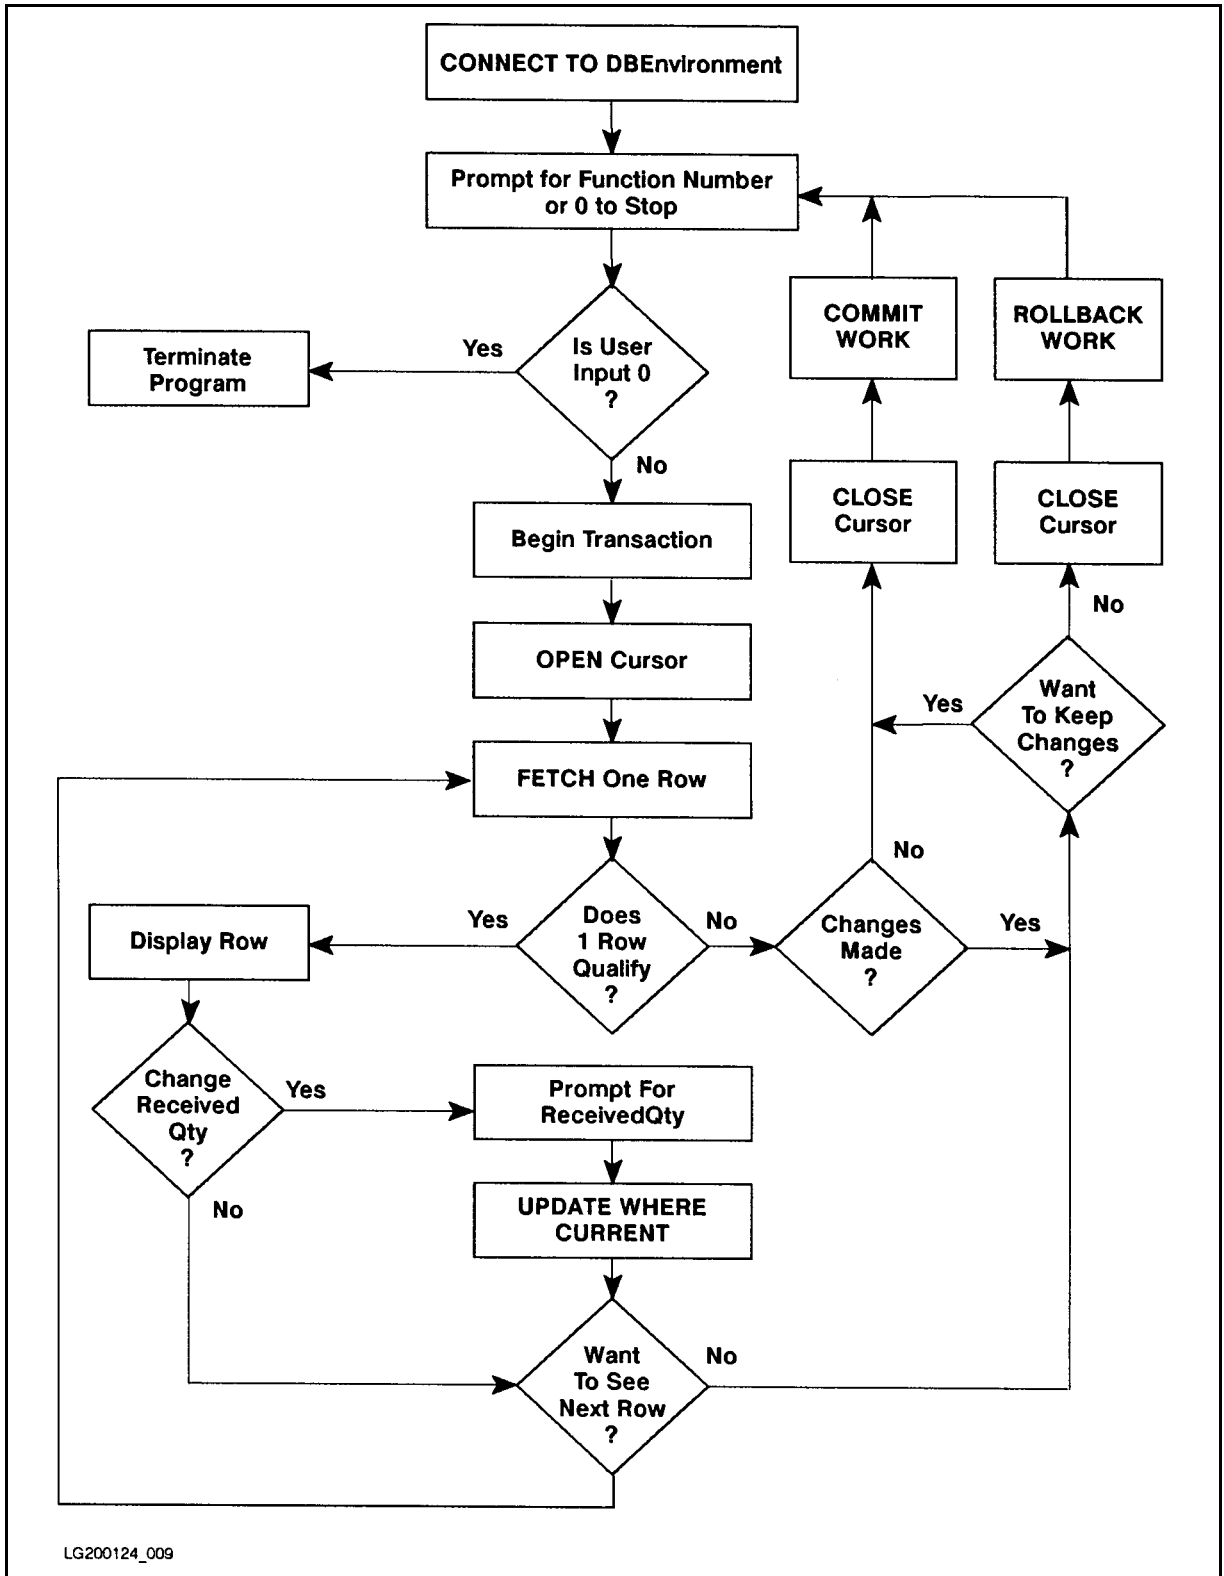 CONNECT TO DBEnvironment
Prompt for Function Number
or 0 to Stop
COMMIT
WORK
ROLLBACK
WORK
Terminate
Program
Yes
Is User
Input 0
?
No
CLOSE
Cursor
CLOSE
Cursor
Begin Transaction
No
OPEN Cursor
Yes
Want
To Keep
Changes
?
FETCH One Row
No
Display Row
Yes
Does
1 Row
Qualify
?
No
Changes
Made
?
Yes
Change
Received
Qty
?
Yes
Prompt For
ReceivedQty
No
UPDATE WHERE
CURRENT
Want
To See
Next Row
?
No
LG200124_009